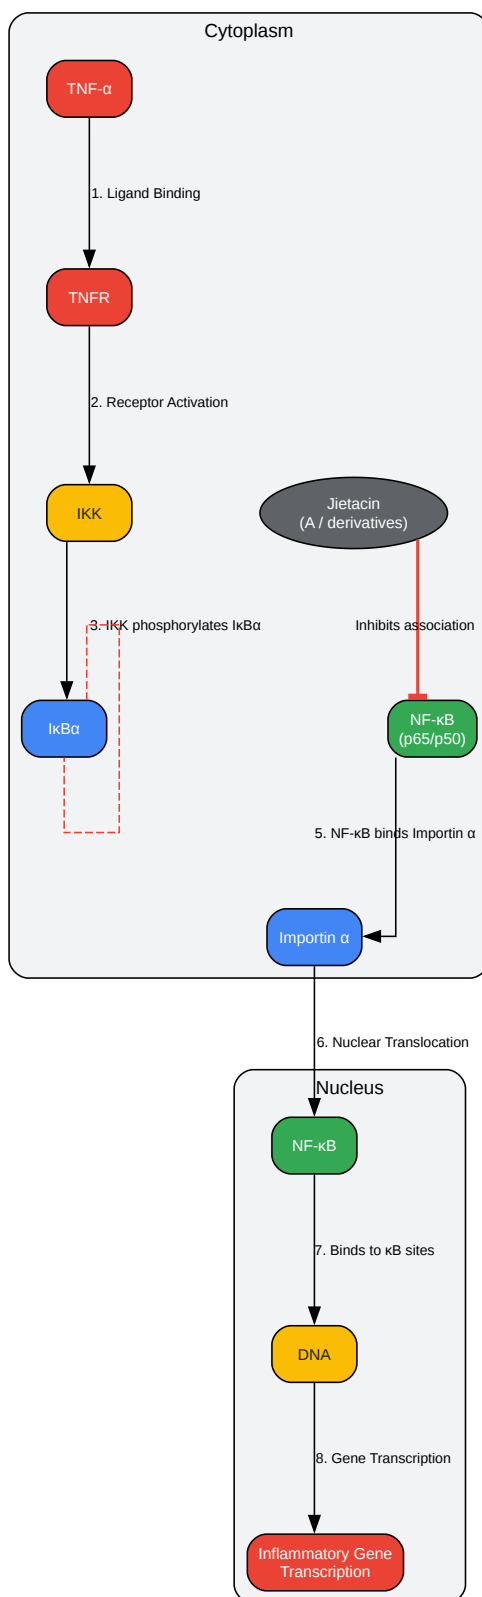 Cytoplasm
TNF-α
1. Ligand Binding
TNFR
2. Receptor Activation
IKK
Jietacin
(A / derivatives)
3. IKK phosphorylates IκBα
Inhibits association
IκBα
NF-κB
(p65/p50)
5. NF-κB binds Importin α
Importin α
6. Nuclear Translocation
Nucleus
NF-κB
7. Binds to κB sites
DNA
8. Gene Transcription
Inflammatory Gene
Transcription